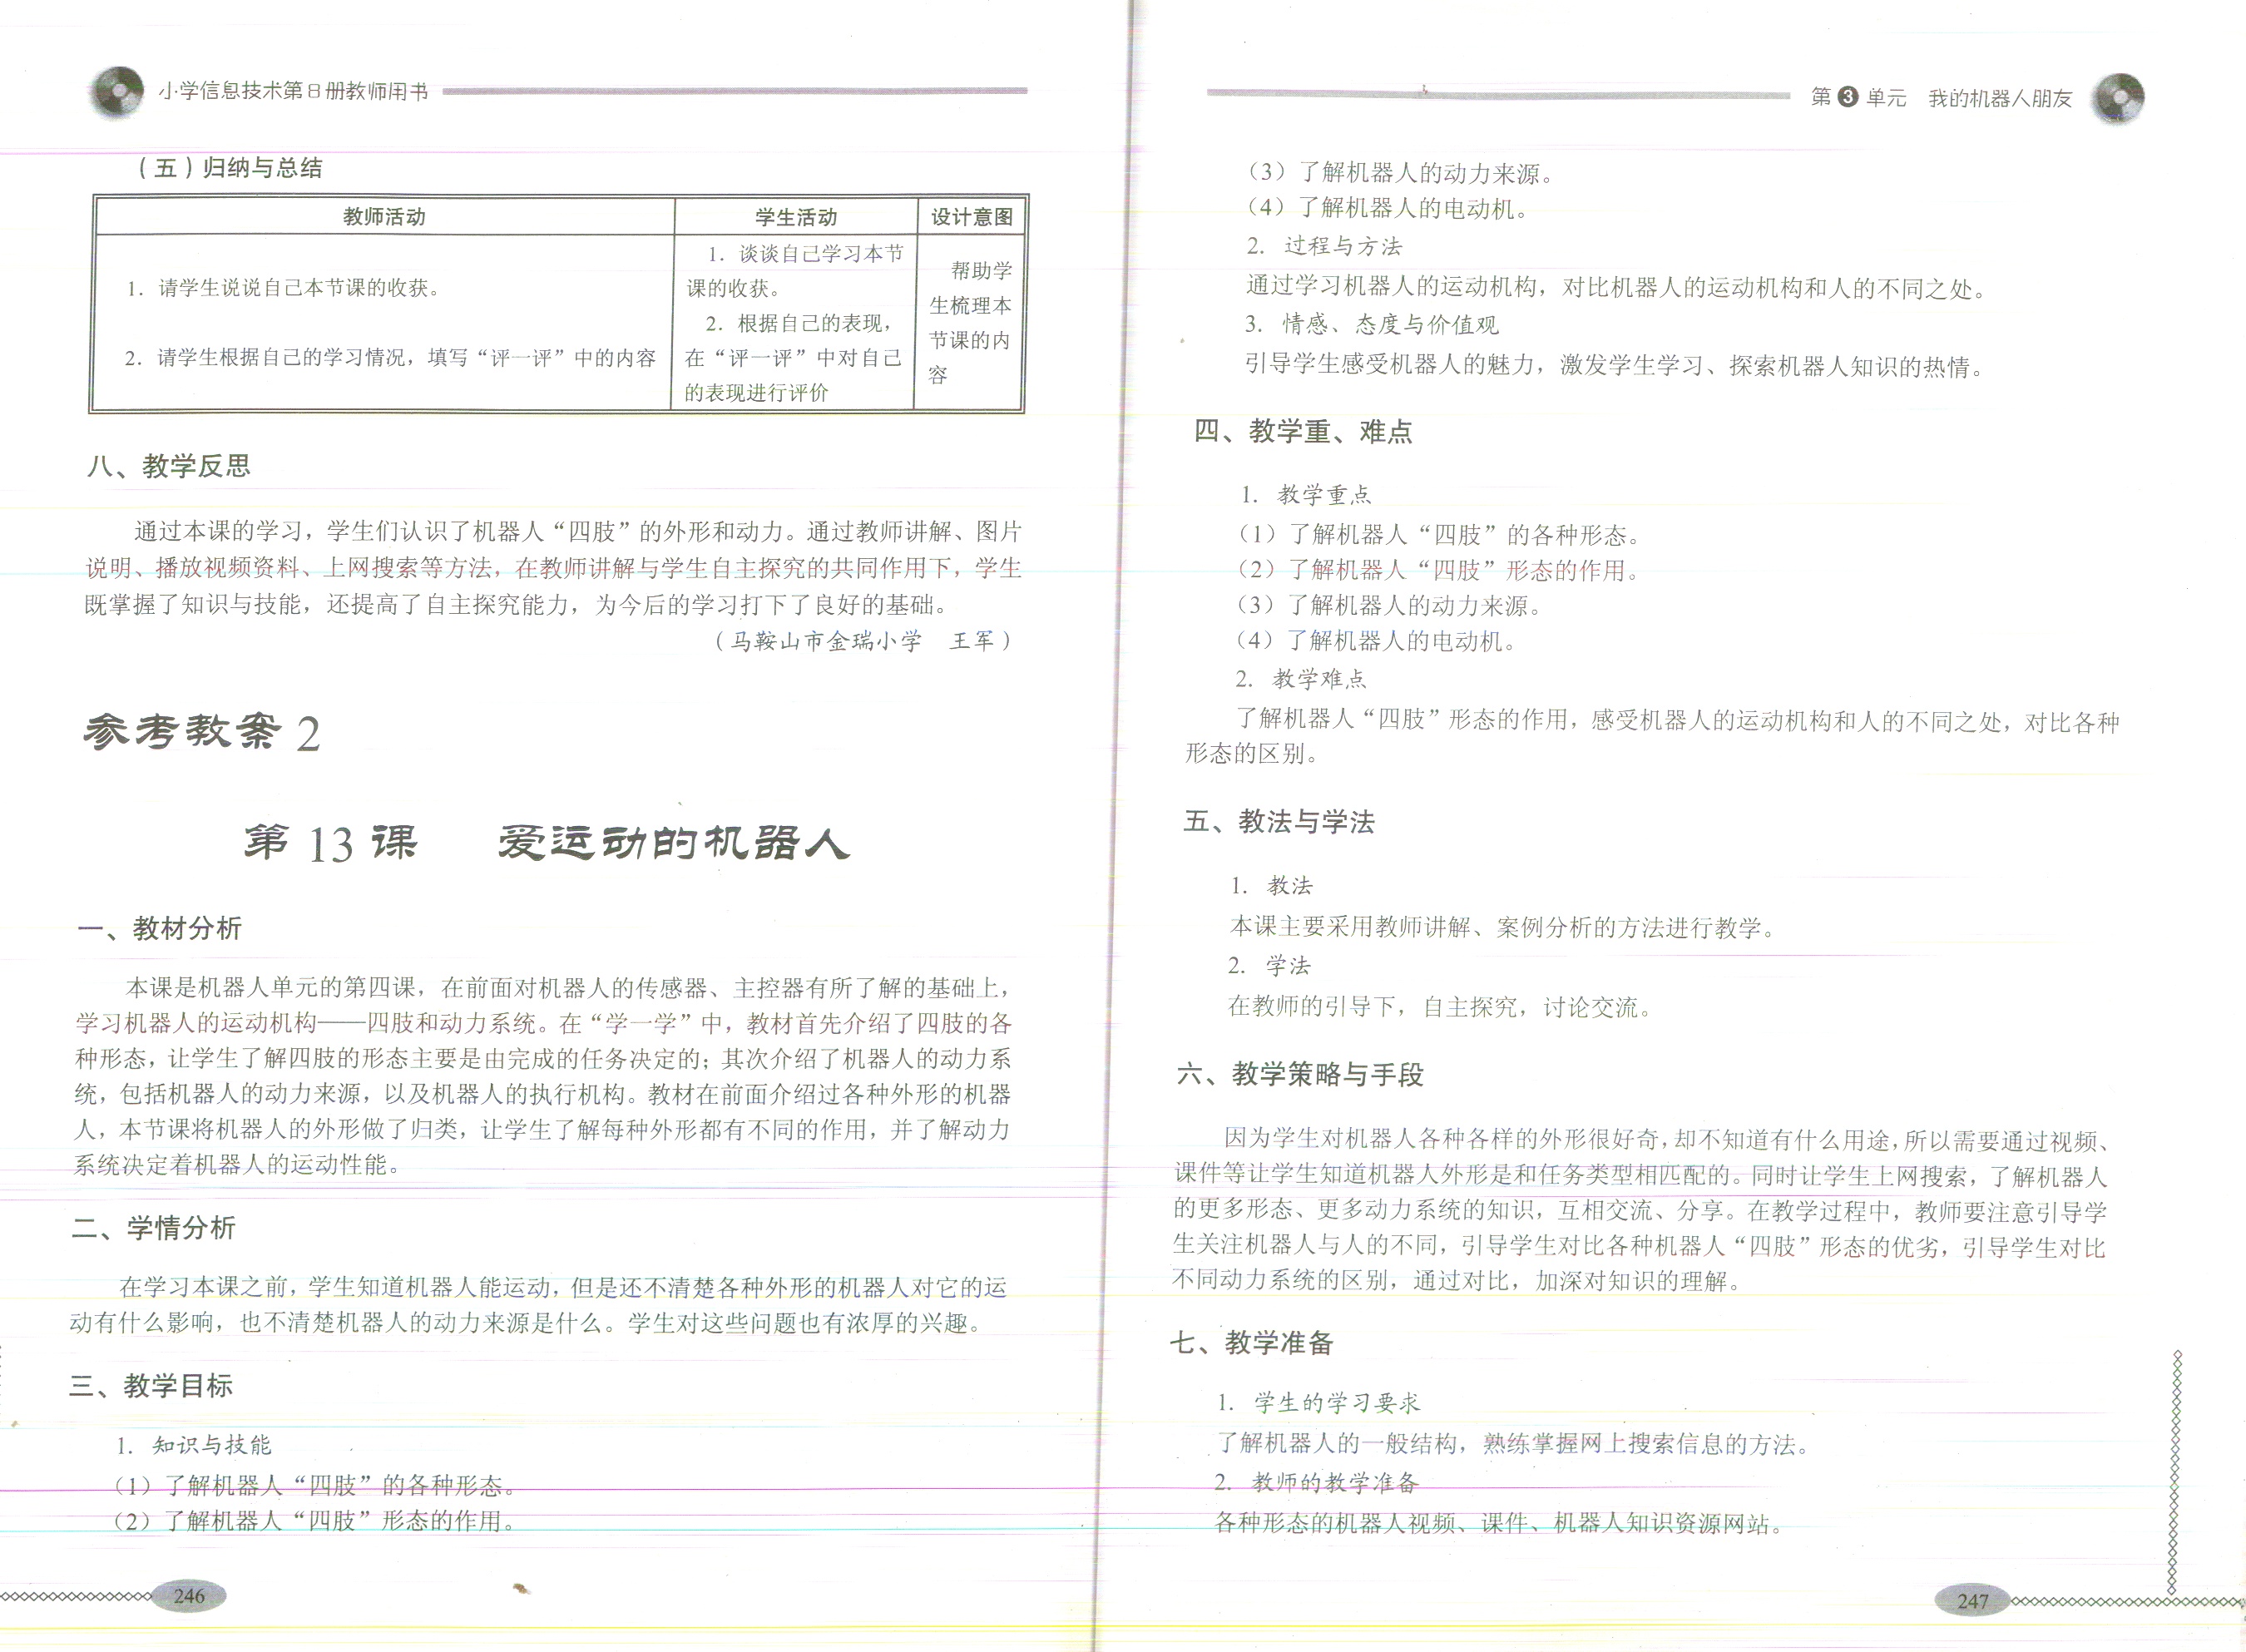 小学信息技术第8册教师用书
（五）归纳与总结
教师活动
学生活动
设计意图
1. 请学生说说自己本节课的收获。
2. 请学生根据自己的学习情况，填写“评一评”中的内容
1. 谈谈自己学习本节
课的收获。
2. 根据自己的表现，
在“评一评”中对自己
的表现进行评价
帮助学
生梳理本
节课的内
容
八、教学反思
通过本课的学习，学生们认识了机器人“四肢”的外形和动力。通过教师讲解、图片
说明、播放视频资料、上网搜索等方法，在教师讲解与学生自主探究的共同作用下，学生
既掌握了知识与技能，还提高了自主探究能力，为今后的学习打下了良好的基础。
（马鞍山市金瑞小学　王军）
参考教案 2
第 13 课　爱运动的机器人
一、教材分析
本课是机器人单元的第四课，在前面对机器人的传感器、主控器有所了解的基础上，
学习机器人的运动机构——四肢和动力系统。在“学一学”中，教材首先介绍了四肢的各
种形态，让学生了解四肢的形态主要是由完成的任务决定的；其次介绍了机器人的动力系
统，包括机器人的动力来源，以及机器人的执行机构。教材在前面介绍过各种外形的机器
人，本节课将机器人的外形做了归类，让学生了解每种外形都有不同的作用，并了解动力
系统决定着机器人的运动性能。
二、学情分析
在学习本课之前，学生知道机器人能运动，但是还不清楚各种外形的机器人对它的运
动有什么影响，也不清楚机器人的动力来源是什么。学生对这些问题也有浓厚的兴趣。
三、教学目标
1. 知识与技能
（1）了解机器人“四肢”的各种形态。
（2）了解机器人“四肢”形态的作用。
246
第3单元　我的机器人朋友
（3）了解机器人的动力来源。
（4）了解机器人的电动机。
2. 过程与方法
通过学习机器人的运动机构，对比机器人的运动机构和人的不同之处。
3. 情感、态度与价值观
引导学生感受机器人的魅力，激发学生学习、探索机器人知识的热情。
四、教学重、难点
1. 教学重点
（1）了解机器人“四肢”的各种形态。
（2）了解机器人“四肢”形态的作用。
（3）了解机器人的动力来源。
（4）了解机器人的电动机。
2. 教学难点
了解机器人“四肢”形态的作用，感受机器人的运动机构和人的不同之处，对比各种
形态的区别。
五、教法与学法
1. 教法
本课主要采用教师讲解、案例分析的方法进行教学。
2. 学法
在教师的引导下，自主探究，讨论交流。
六、教学策略与手段
因为学生对机器人各种各样的外形很好奇，却不知道有什么用途，所以需要通过视频、
课件等让学生知道机器人外形是和任务类型相匹配的。同时让学生上网搜索，了解机器人
的更多形态、更多动力系统的知识，互相交流、分享。在教学过程中，教师要注意引导学
生关注机器人与人的不同，引导学生对比各种机器人“四肢”形态的优劣，引导学生对比
不同动力系统的区别，通过对比，加深对知识的理解。
七、教学准备
1. 学生的学习要求
了解机器人的一般结构，熟练掌握网上搜索信息的方法。
2. 教师的教学准备
各种形态的机器人视频、课件、机器人知识资源网站。
247